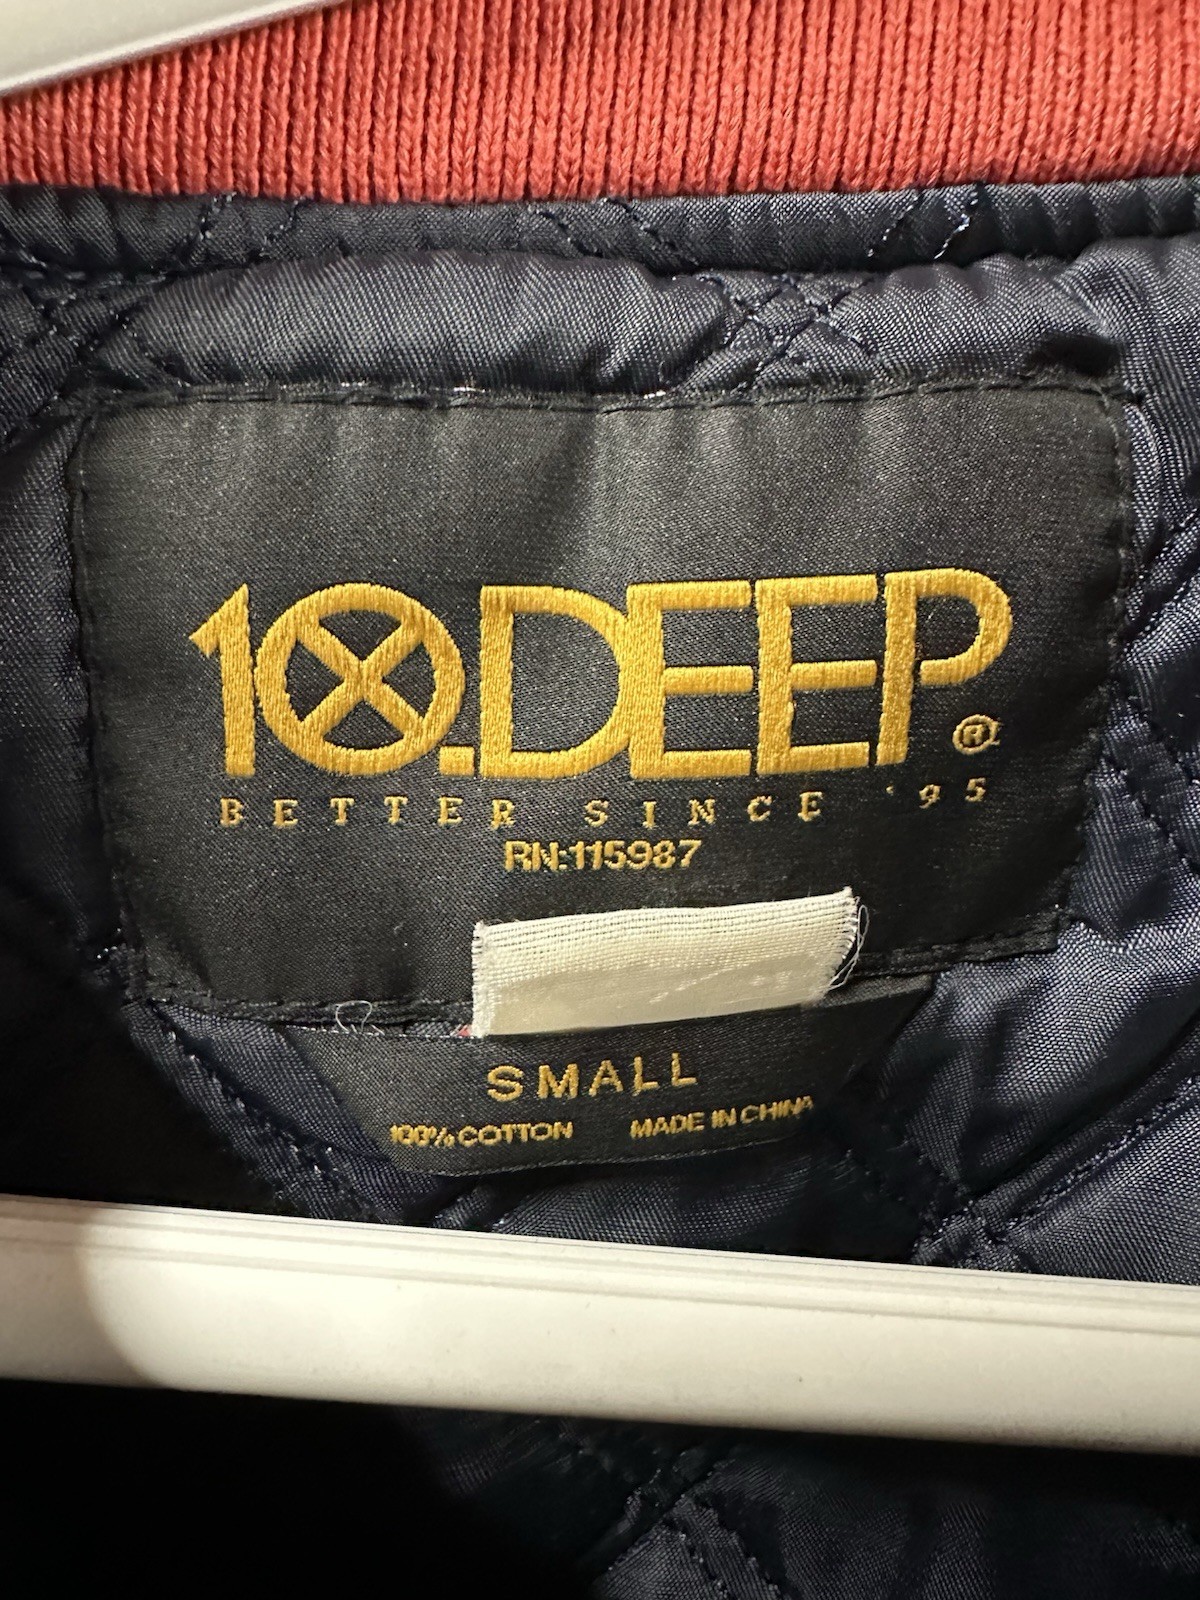 10.DEEP®
BETTER SINCE '95
RN:115987
SMALL
100% COTTON MADE IN CHINA